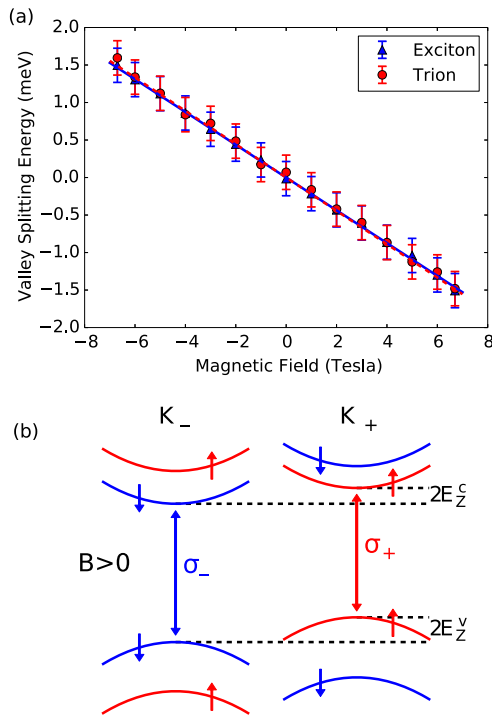 (a)
Valley Splitting Energy (meV)
2.0
1.5
1.0
0.5
0.0
−0.5
−1.0
−1.5
−2.0
Exciton
Trion
−8 −6 −4 −2 0 2 4 6 8
Magnetic Field (Tesla)
(b)
K_ K₊
2E_Z^c
B>0 σ₋ σ₊
2E_Z^v